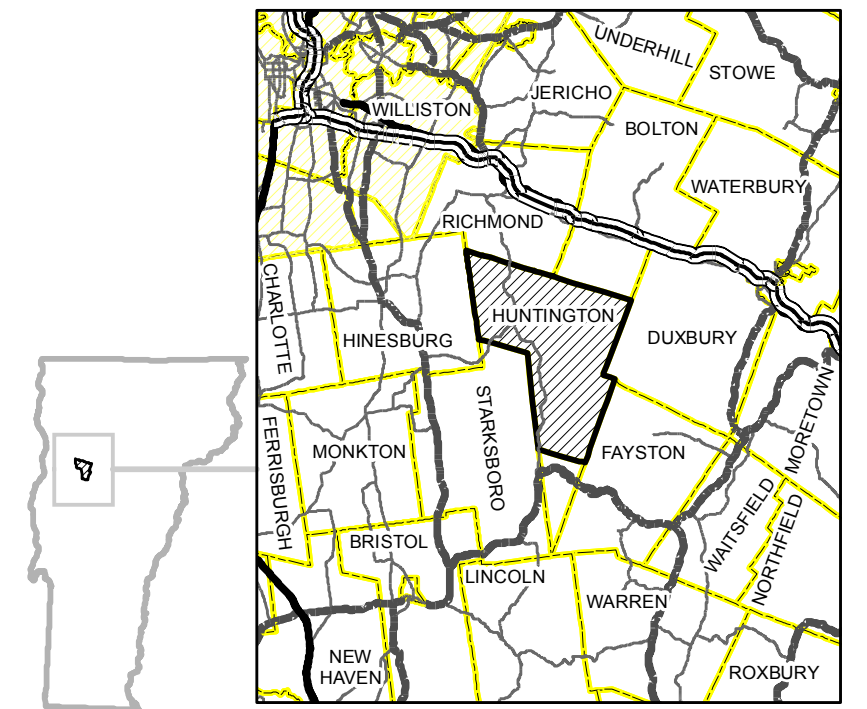 UNDERHILL
STOWE
JERICHO
WILLISTON
BOLTON
WATERBURY
RICHMOND
CHARLOTTE
HUNTINGTON
HINESBURG
DUXBURY
STARKSBORO
MORETOWN
FERRISBURGH
MONKTON
FAYSTON
WAITSFIELD
NORTHFIELD
BRISTOL
LINCOLN
WARREN
NEW
HAVEN
ROXBURY